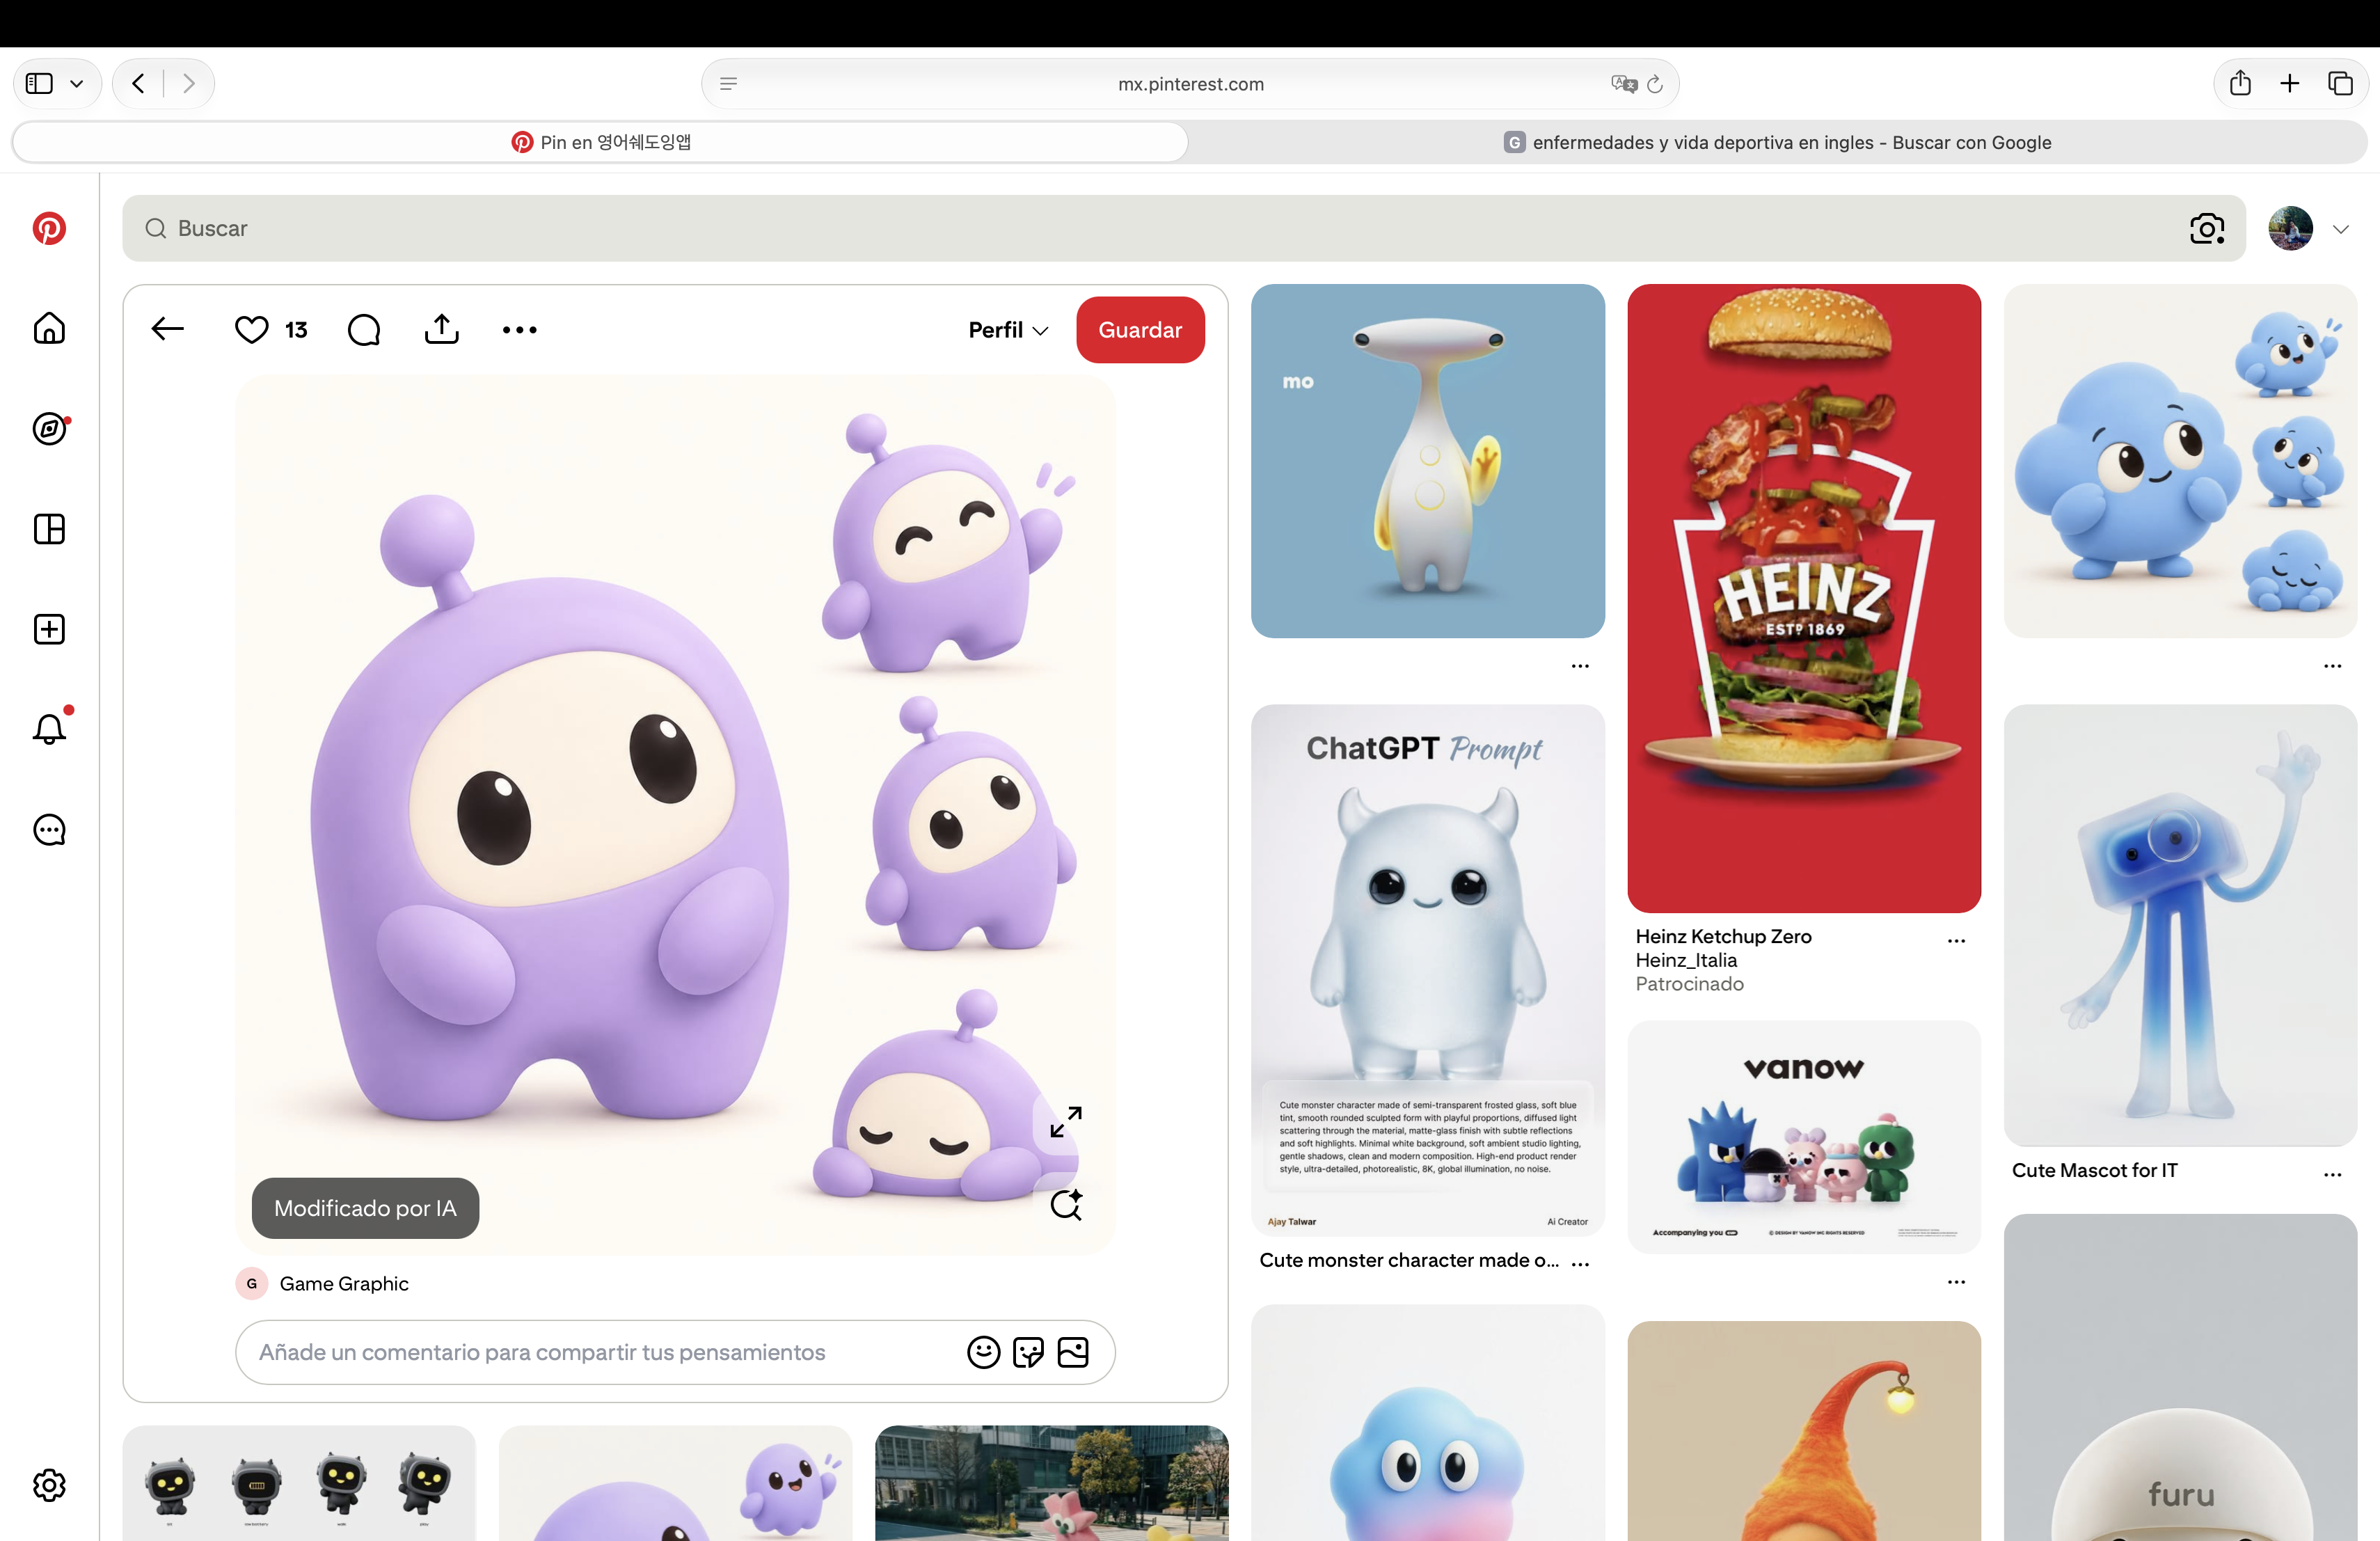 mx.pinterest.com
Pin en 영어쉐도잉앱
G enfermedades y vida deportiva en ingles - Buscar con Google
Buscar
13
Perfil
Guardar
Modificado por IA
G Game Graphic
Añade un comentario para compartir tus pensamientos
mo
ChatGPT Prompt
Cute monster character made of semi-transparent frosted glass, soft blue
tint, smooth rounded sculpted form with playful proportions, diffused light
scattering through the material, matte-glass finish with subtle reflections
and soft highlights. Minimal white background, soft ambient studio lighting,
gentle shadows, clean and modern composition. High-end product render
style, ultra-detailed, photorealistic, 8K, global illumination, no noise.
Ajay Talwar
Ai Creator
Cute monster character made o...
HEINZ
ESTD 1869
Heinz Ketchup Zero
Heinz_Italia
Patrocinado
vanow
Accompanying you
© DESIGN BY VANOW INC RIGHTS RESERVED
Cute Mascot for IT
furu